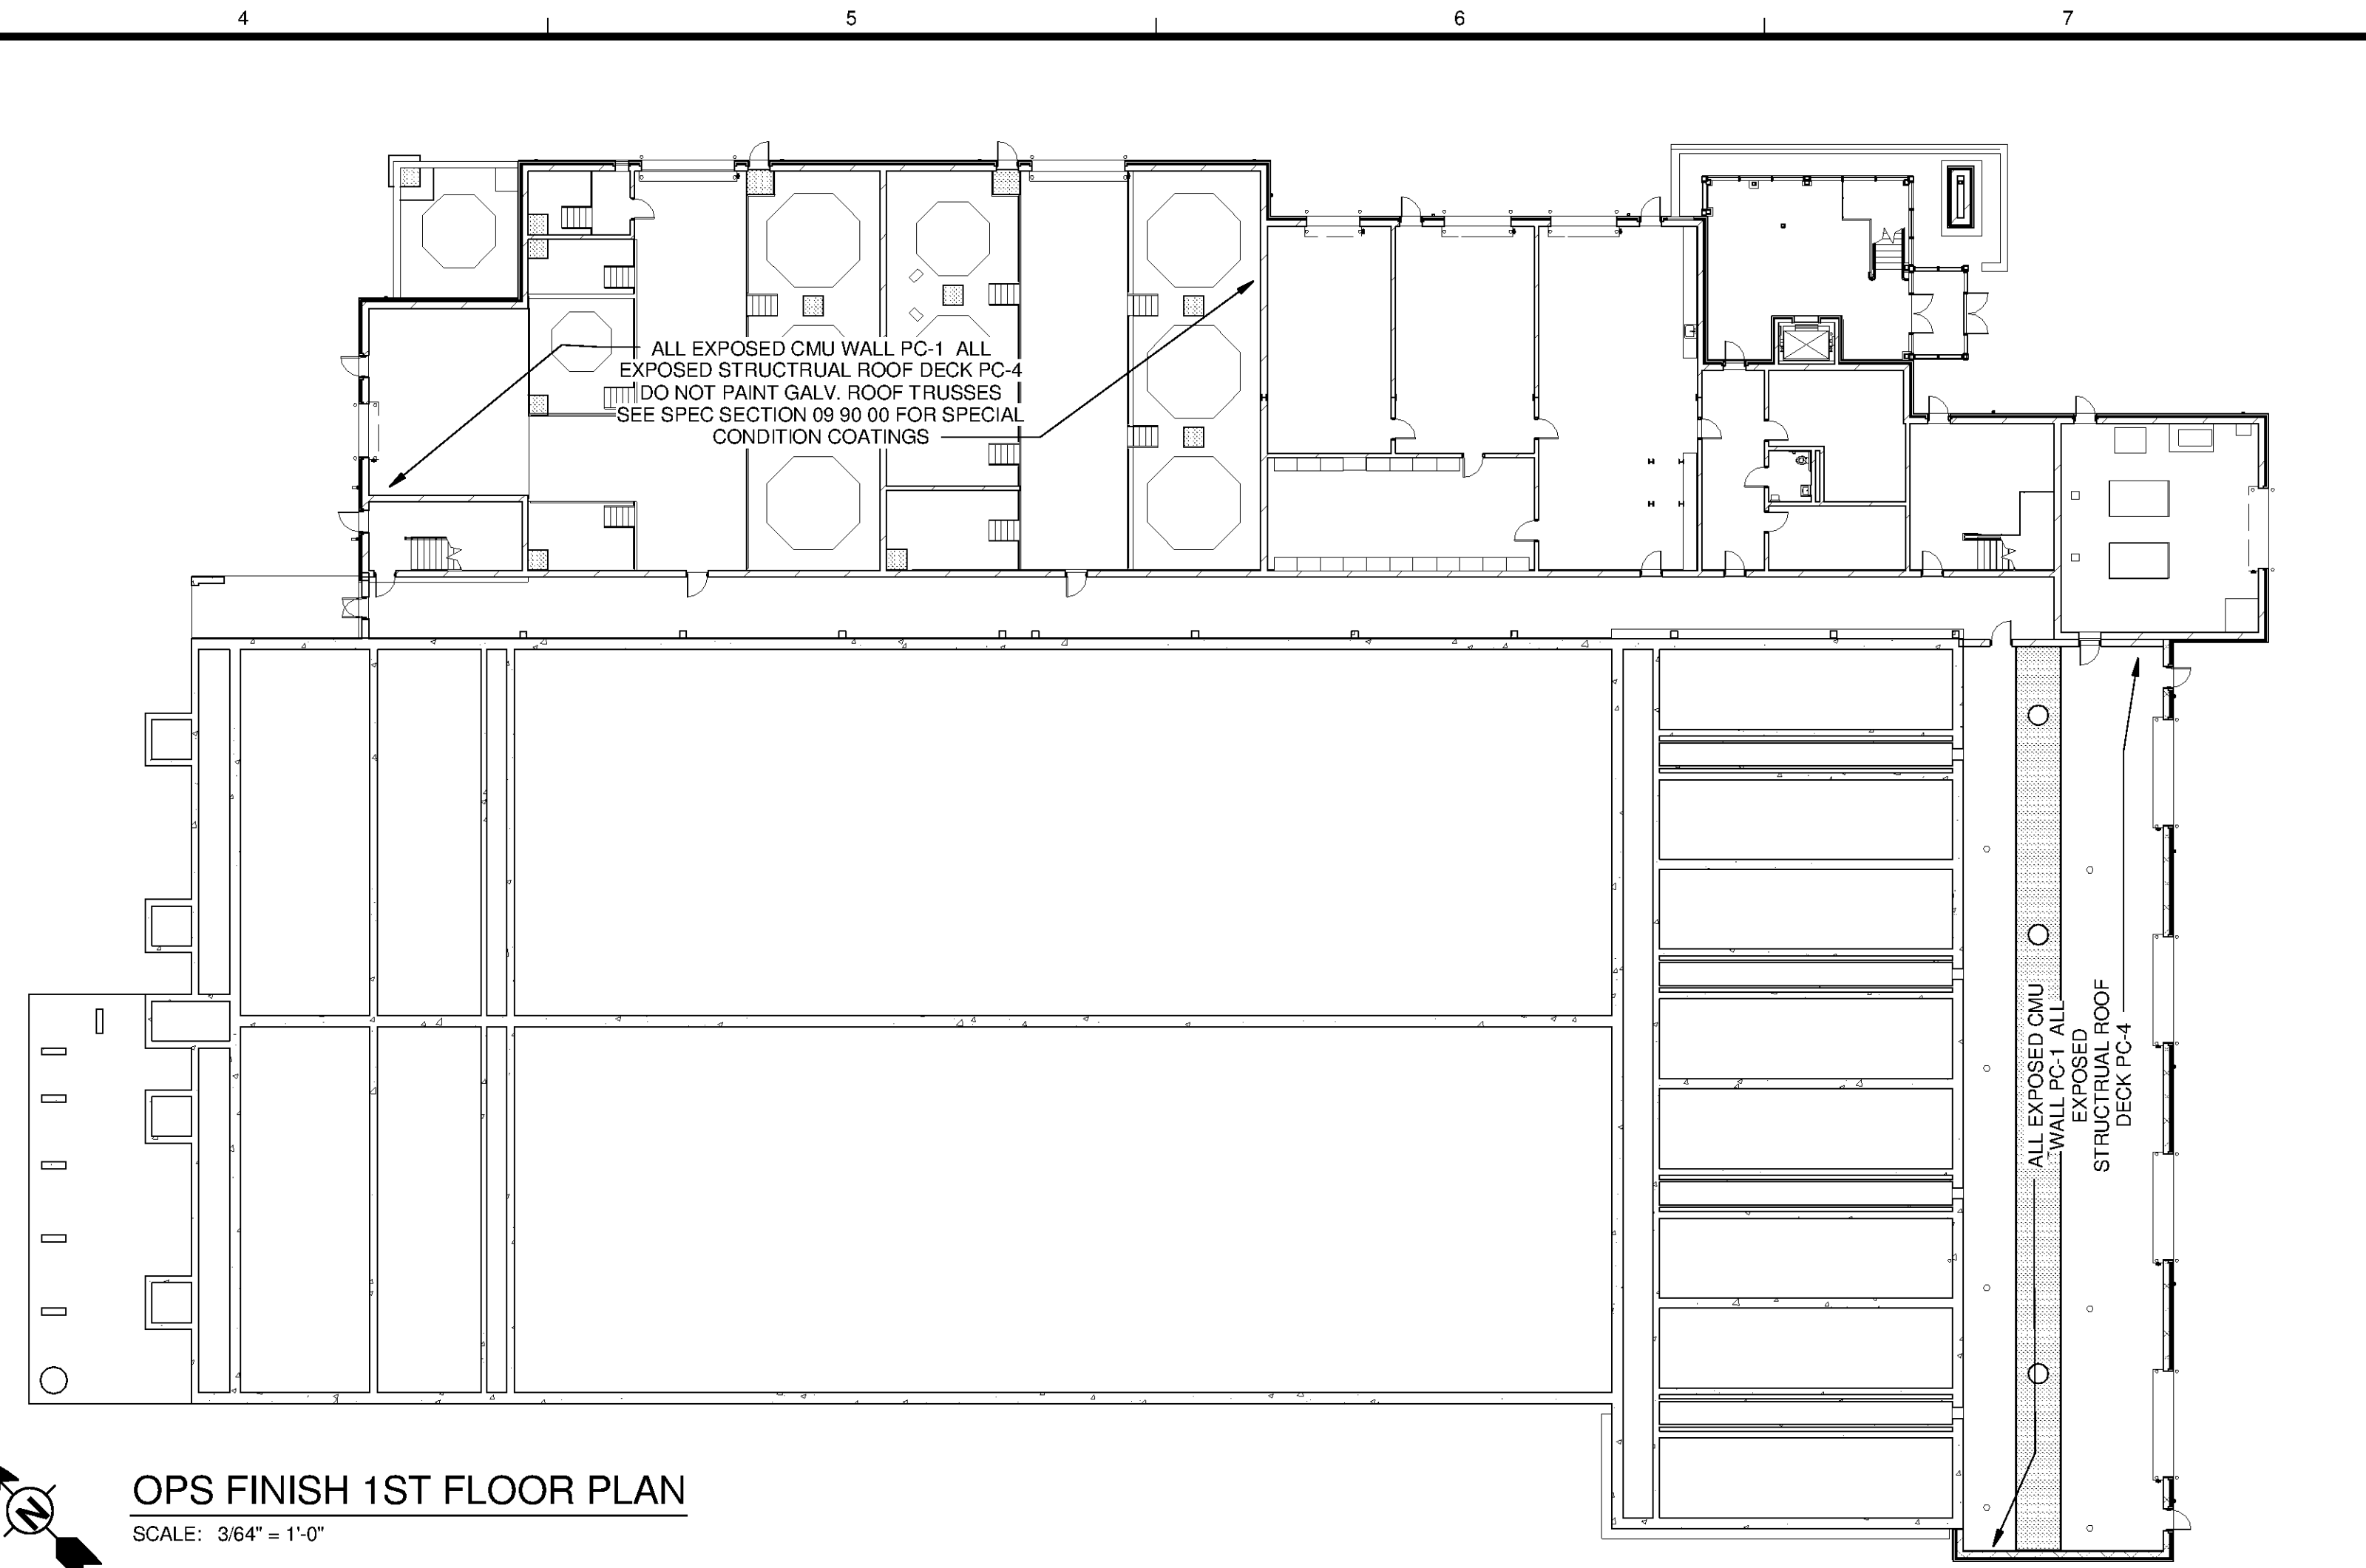 4 5 6 7
ALL EXPOSED CMU WALL PC-1 ALL
EXPOSED STRUCTRUAL ROOF DECK PC-4
DO NOT PAINT GALV. ROOF TRUSSES
SEE SPEC SECTION 09 90 00 FOR SPECIAL
CONDITION COATINGS
ALL EXPOSED CMU
WALL PC-1 ALL
EXPOSED
STRUCTRUAL ROOF
DECK PC-4
N
OPS FINISH 1ST FLOOR PLAN
SCALE: 3/64" = 1'-0"